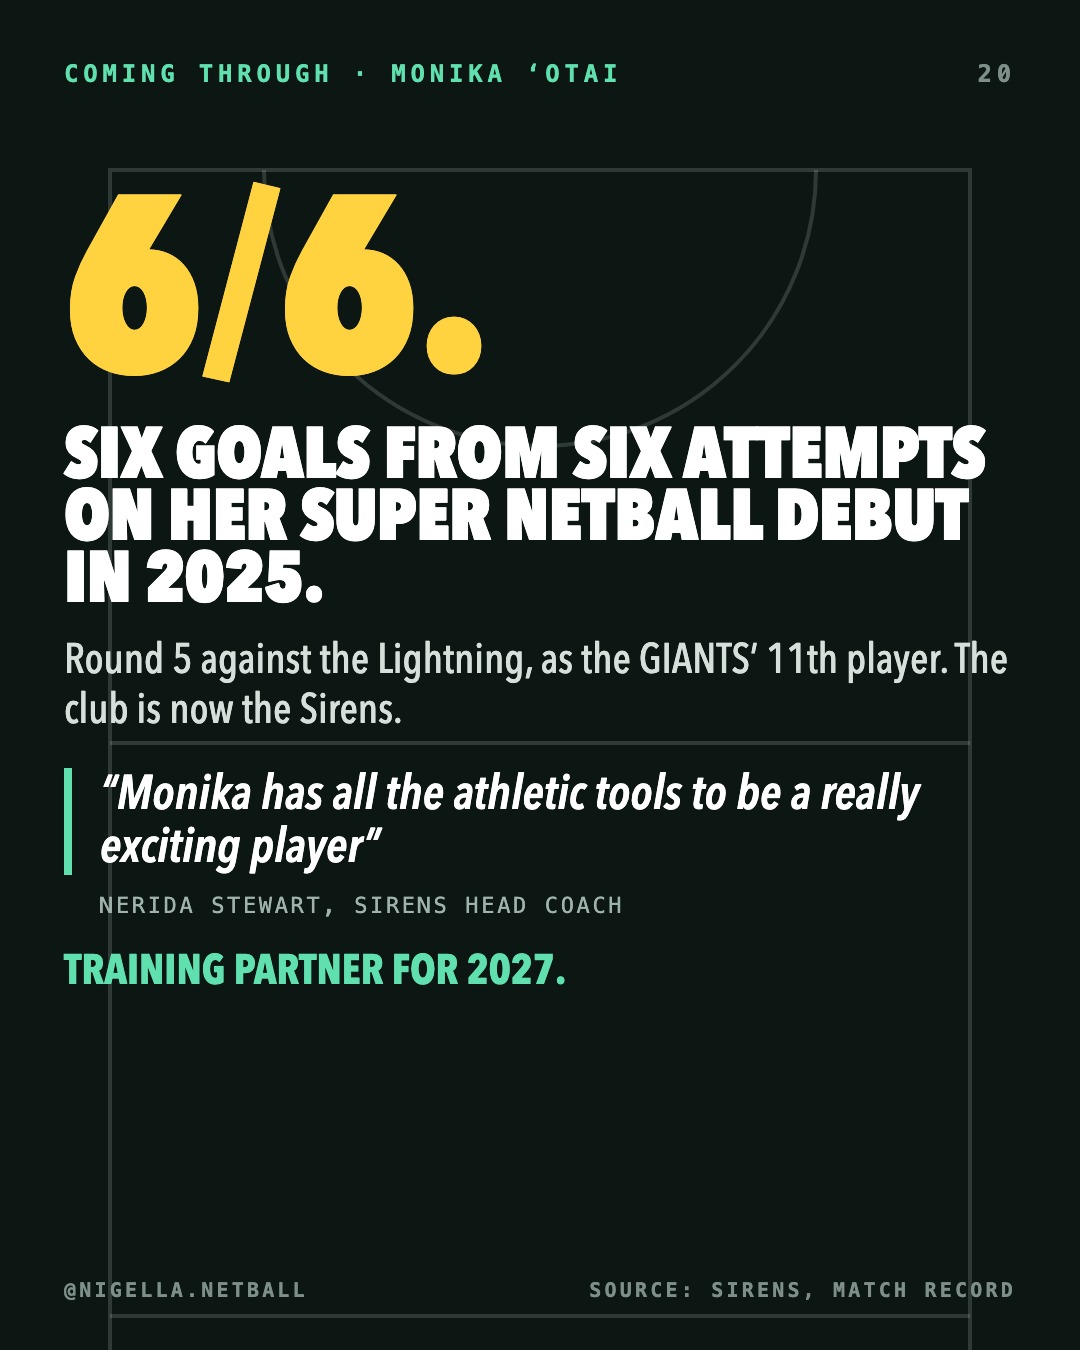 COMING THROUGH · MONIKA ‘OTAI
20
6/6.
SIX GOALS FROM SIX ATTEMPTS
ON HER SUPER NETBALL DEBUT
IN 2025.
Round 5 against the Lightning, as the GIANTS’ 11th player. The
club is now the Sirens.
“Monika has all the athletic tools to be a really
exciting player”
NERIDA STEWART, SIRENS HEAD COACH
TRAINING PARTNER FOR 2027.
@NIGELLA.NETBALL
SOURCE: SIRENS, MATCH RECORD